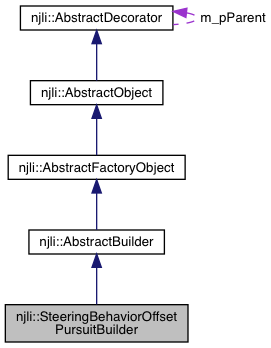 njli::AbstractDecorator
m_pParent
njli::AbstractObject
njli::AbstractFactoryObject
njli::AbstractBuilder
njli::SteeringBehaviorOffset
PursuitBuilder